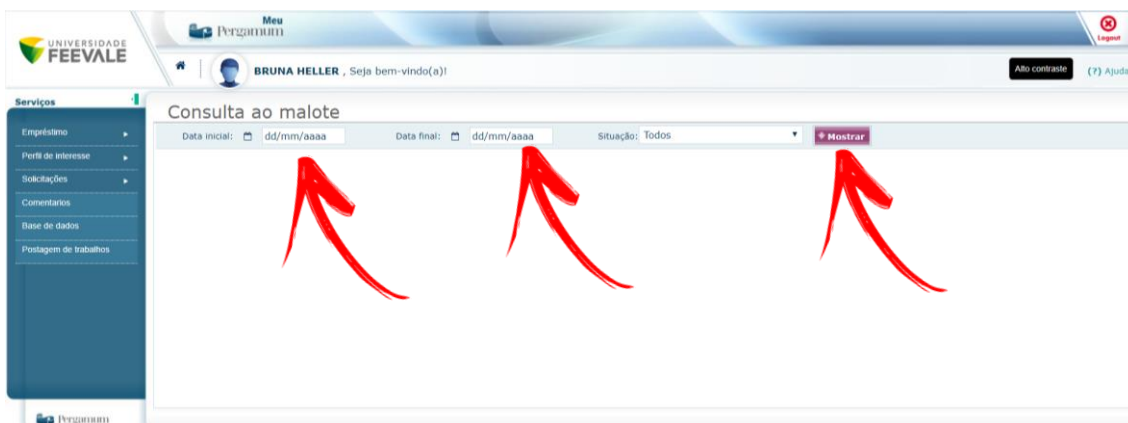 UNIVERSIDADE
FEEVALE
Meu
Pergamum
Logout
BRUNA HELLER , Seja bem-vindo(a)!
Alto contraste
(?) Ajuda
Serviços
Empréstimo
Perfil de interesse
Solicitações
Comentarios
Base de dados
Postagem de trabalhos
Consulta ao malote
Data inicial: dd/mm/aaaa Data final: dd/mm/aaaa Situação: Todos Mostrar
Pergamum